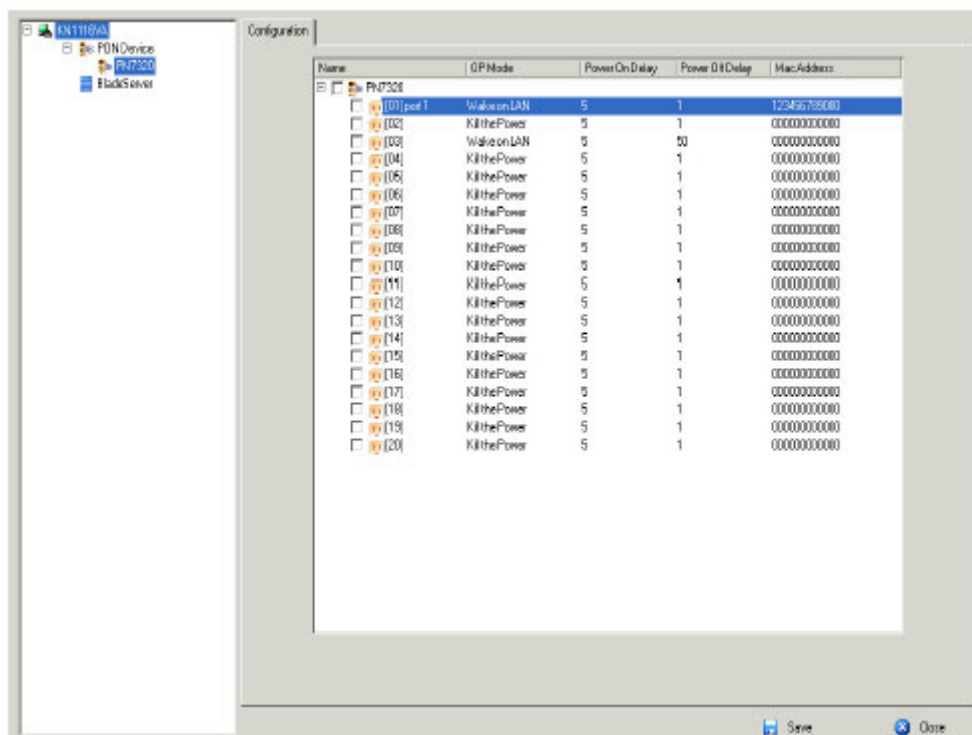 KN1116VA
PON Device
PN7320
BladeServer
Configuration
Name OP Mode Power On Delay Power Off Delay Mac Address
PN7320
[01] port 1 Wake on LAN 5 1 123456789000
[02] Kill the Power 5 1 000000000000
[03] Wake on LAN 5 50 000000000000
[04] Kill the Power 5 1 000000000000
[05] Kill the Power 5 1 000000000000
[06] Kill the Power 5 1 000000000000
[07] Kill the Power 5 1 000000000000
[08] Kill the Power 5 1 000000000000
[09] Kill the Power 5 1 000000000000
[10] Kill the Power 5 1 000000000000
[11] Kill the Power 5 1 000000000000
[12] Kill the Power 5 1 000000000000
[13] Kill the Power 5 1 000000000000
[14] Kill the Power 5 1 000000000000
[15] Kill the Power 5 1 000000000000
[16] Kill the Power 5 1 000000000000
[17] Kill the Power 5 1 000000000000
[18] Kill the Power 5 1 000000000000
[19] Kill the Power 5 1 000000000000
[20] Kill the Power 5 1 000000000000
Save Close